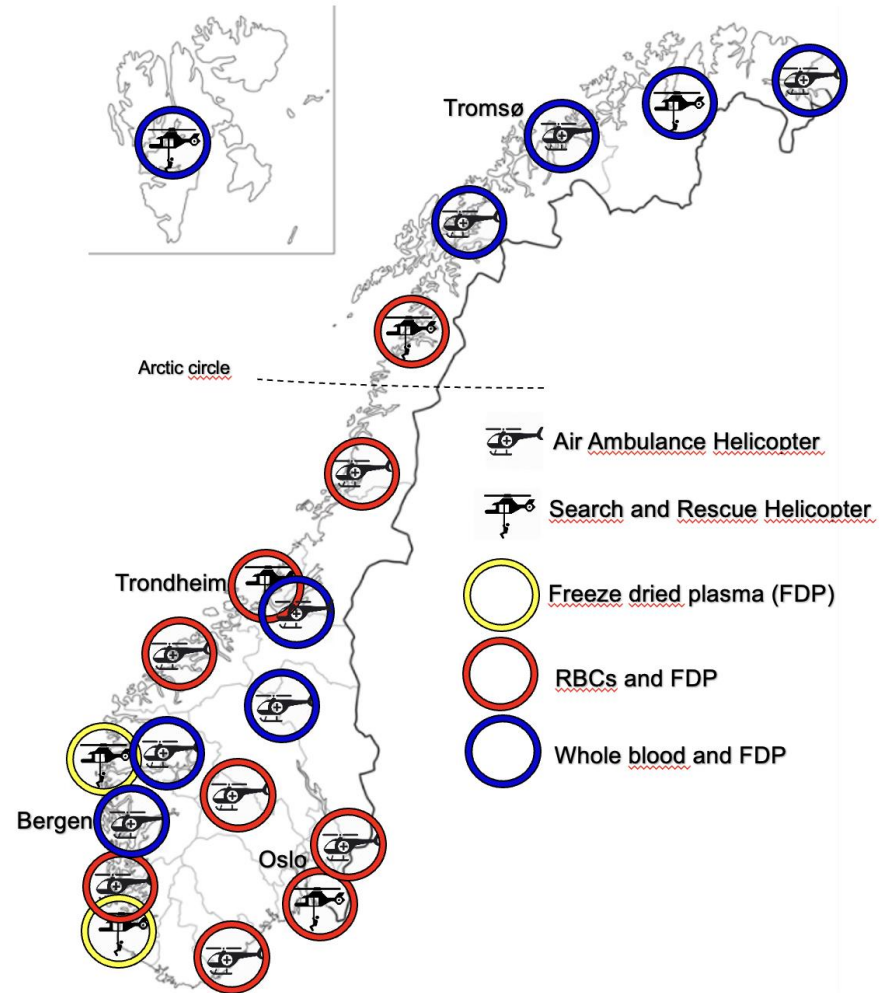 Tromsø
Arctic circle
Air Ambulance Helicopter
Search and Rescue Helicopter
Trondheim
Freeze dried plasma (FDP)
RBCs and FDP
Whole blood and FDP
Bergen
Oslo